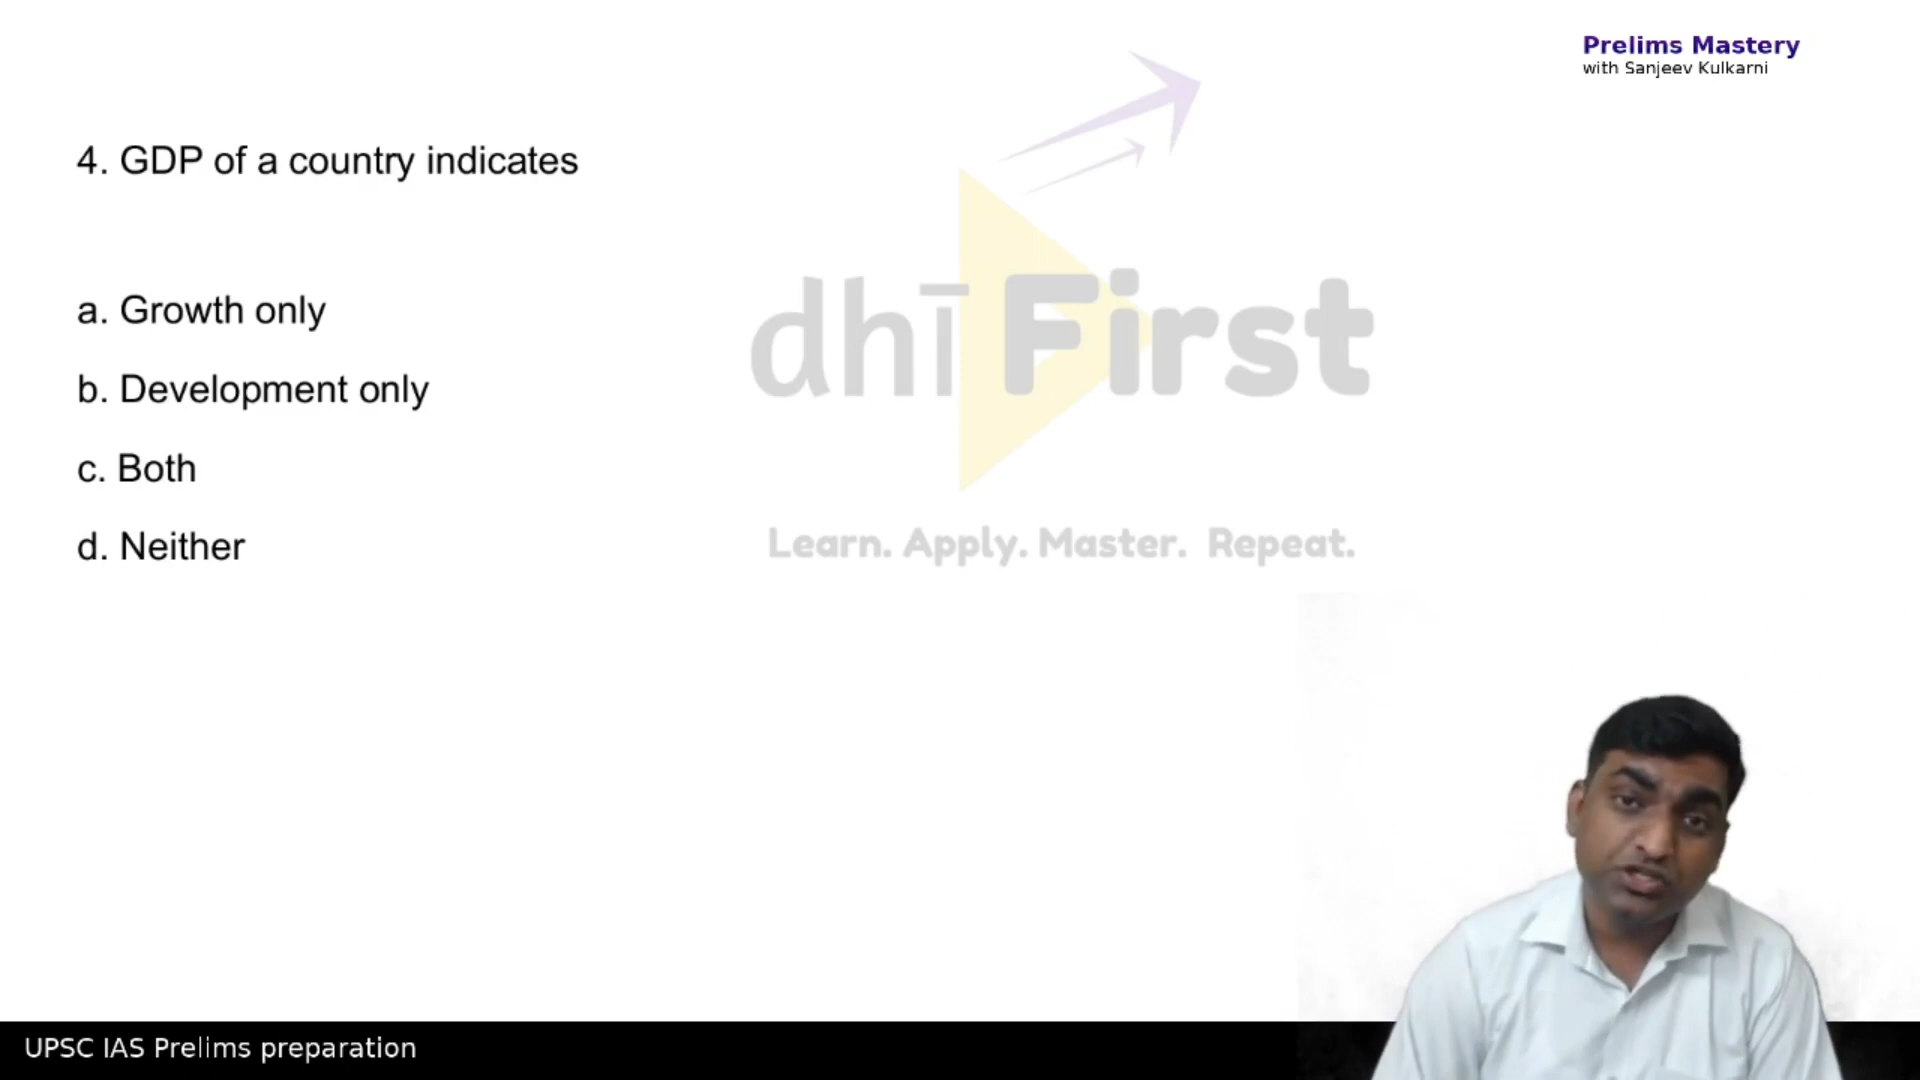 Prelims Mastery
with Sanjeev Kulkarni
4. GDP of a country indicates
a. Growth only
b. Development only
c. Both
d. Neither
dhī First
Learn. Apply. Master. Repeat.
UPSC IAS Prelims preparation